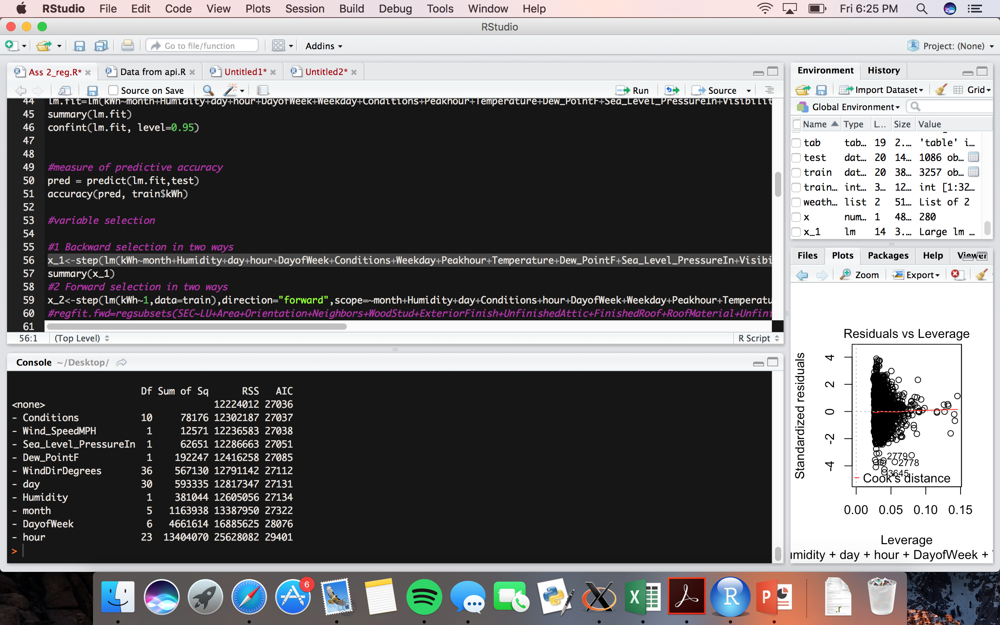 RStudio File Edit Code View Plots Session Build Debug Tools Window Help Fri 6:25 PM
RStudio
Go to file/function Addins Project: (None)
Ass 2_reg.R* Data from api.R Untitled1* Untitled2*
Source on Save Run Source
44 lm.fit=lm(kWh~month+Humidity+day+hour+DayofWeek+Weekday+Conditions+Peakhour+Temperature+Dew_PointF+Sea_Level_PressureIn+Visibilit
45 summary(lm.fit)
46 confint(lm.fit, level=0.95)
47
48
49 #measure of predictive accuracy
50 pred = predict(lm.fit,test)
51 accuracy(pred, train$kWh)
52
53 #variable selection
54
55 #1 Backward selection in two ways
56 x_1<-step(lm(kWh~month+Humidity+day+hour+DayofWeek+Conditions+Weekday+Peakhour+Temperature+Dew_PointF+Sea_Level_PressureIn+Visibi
57 summary(x_1)
58 #2 Forward selection in two ways
59 x_2<-step(lm(kWh~1,data=train),direction="forward",scope=~month+Humidity+day+Conditions+hour+DayofWeek+Weekday+Peakhour+Temperatu
60 #regfit.fwd=regsubsets(SEC~LU+Area+Orientation+Neighbors+WoodStud+ExteriorFinish+UnfinishedAttic+FinishedRoof+RoofMaterial+Unfini
61
56:1 (Top Level) R Script
Console ~/Desktop/
Df Sum of Sq RSS AIC
<none> 12224012 27036
- Conditions 10 78176 12302187 27037
- Wind_SpeedMPH 1 12571 12236583 27038
- Sea_Level_PressureIn 1 62651 12286663 27051
- Dew_PointF 1 192247 12416258 27085
- WindDirDegrees 36 567130 12791142 27112
- day 30 593335 12817347 27131
- Humidity 1 381044 12605056 27134
- month 5 1163938 13387950 27322
- DayofWeek 6 4661614 16885625 28076
- hour 23 13404070 25628082 29401
>
Environment History
Import Dataset Grid
Global Environment
Name Type L... Size Value
tab tab… 19 2.… 'table' i…
test dat… 20 14… 1086 ob…
train dat… 20 38… 3257 ob…
train… int… 3… 12… int [1:32…
weath… list 2 51… List of 2
x num… 1 48… 280
x_1 lm 14 3.… Large lm …
Files Plots Packages Help Viewer
Zoom Export
Residuals vs Leverage
Standardized residuals
4
2
0
-2
-4
2779
2778
3645
Cook's distance
0.00 0.05 0.10 0.15
Leverage
umidity + day + hour + DayofWeek +
6
X
R
P
.r